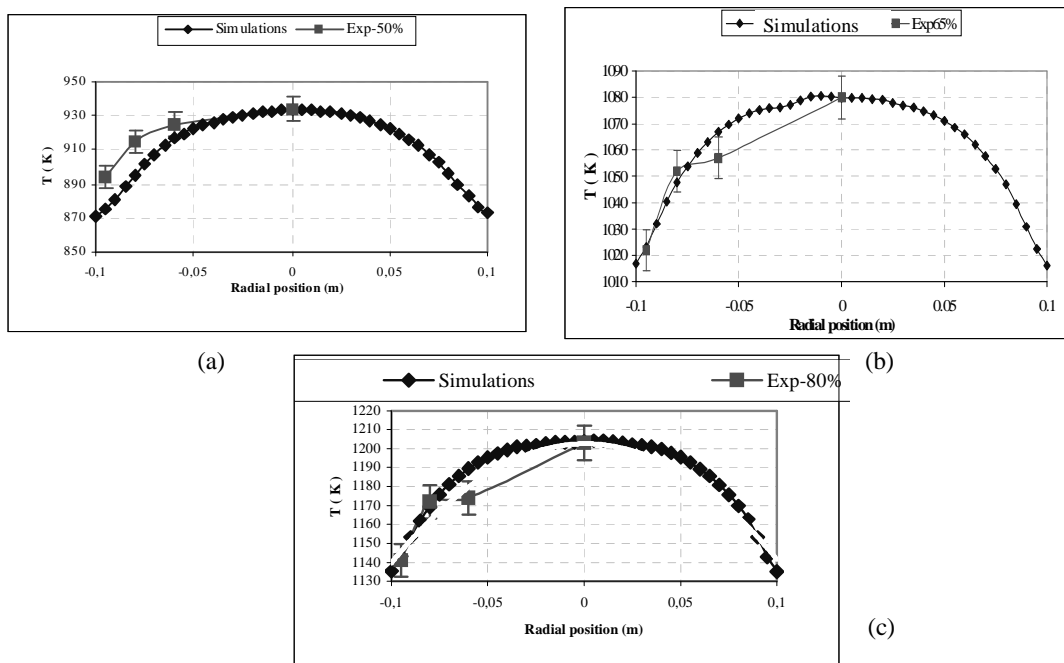 Simulations Exp-50%
950
930
910
890
870
850
T ( K )
-0,1 -0,05 0 0,05 0,1
Radial position (m)
(a)
Simulations Exp65%
1090
1080
1070
1060
1050
1040
1030
1020
1010
T ( K )
-0.1 -0.05 0 0.05 0.1
Radial position (m)
(b)
Simulations Exp-80%
1220
1210
1200
1190
1180
1170
1160
1150
1140
1130
T ( K )
-0,1 -0,05 0 0,05 0,1
Radial position (m)
(c)